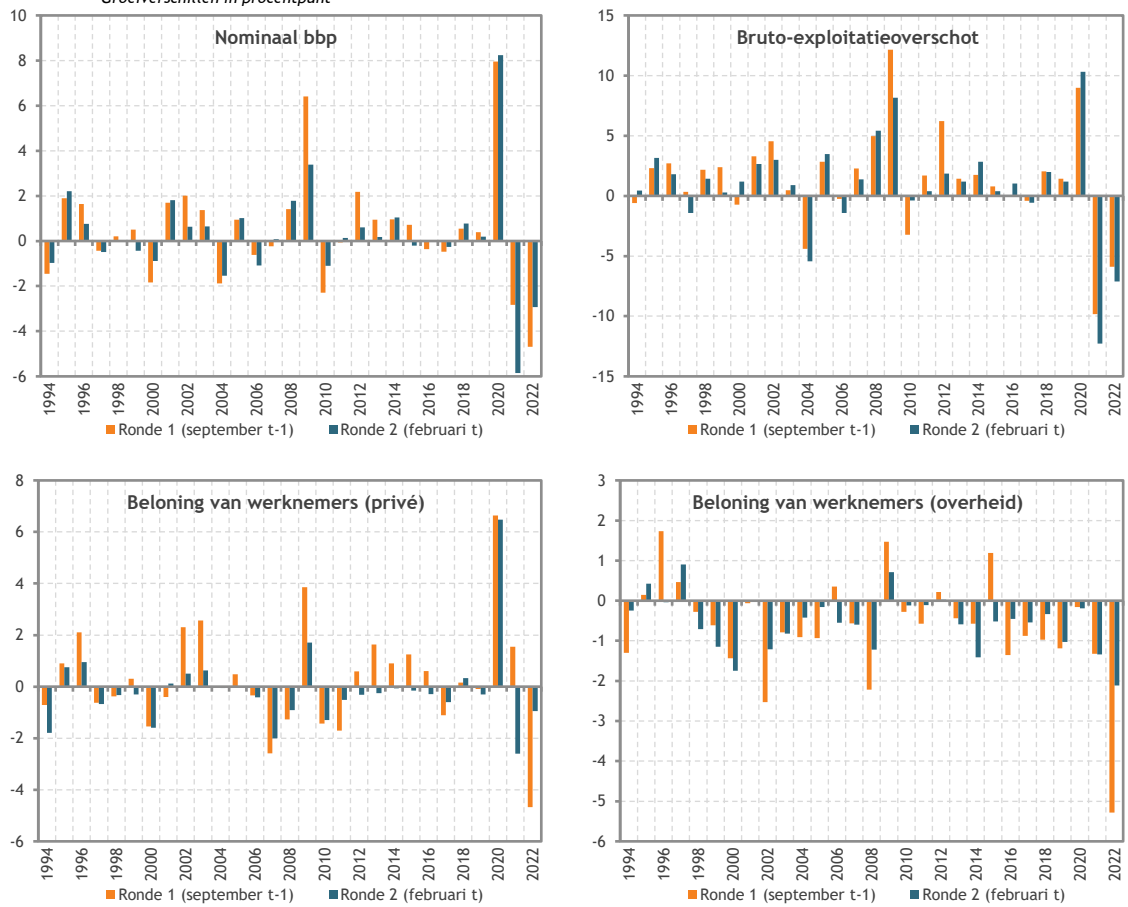 Groeiverschillen in procentpunt
Nominaal bbp
10
8
6
4
2
0
-2
-4
-6
1994 1996 1998 2000 2002 2004 2006 2008 2010 2012 2014 2016 2018 2020 2022
Ronde 1 (september t-1) Ronde 2 (februari t)
Bruto-exploitatieoverschot
15
10
5
0
-5
-10
-15
1994 1996 1998 2000 2002 2004 2006 2008 2010 2012 2014 2016 2018 2020 2022
Ronde 1 (september t-1) Ronde 2 (februari t)
Beloning van werknemers (privé)
8
6
4
2
0
-2
-4
-6
1994 1996 1998 2000 2002 2004 2006 2008 2010 2012 2014 2016 2018 2020 2022
Ronde 1 (september t-1) Ronde 2 (februari t)
Beloning van werknemers (overheid)
3
2
1
0
-1
-2
-3
-4
-5
-6
1994 1996 1998 2000 2002 2004 2006 2008 2010 2012 2014 2016 2018 2020 2022
Ronde 1 (september t-1) Ronde 2 (februari t)